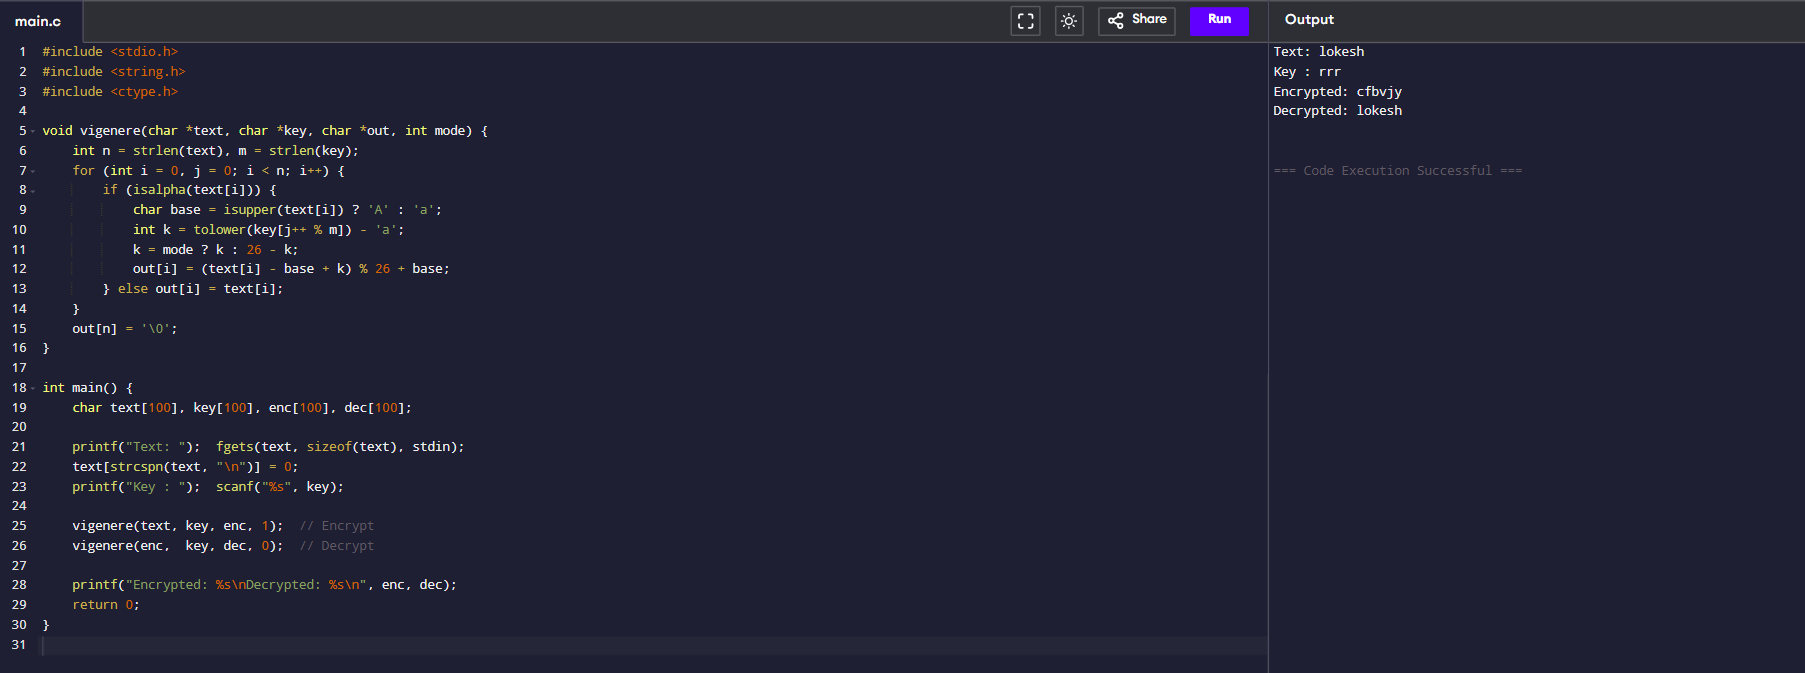 main.c
Share
Run
Output
1 #include <stdio.h>
2 #include <string.h>
3 #include <ctype.h>
4
5 void vigenere(char *text, char *key, char *out, int mode) {
6     int n = strlen(text), m = strlen(key);
7     for (int i = 0, j = 0; i < n; i++) {
8         if (isalpha(text[i])) {
9             char base = isupper(text[i]) ? 'A' : 'a';
10             int k = tolower(key[j++ % m]) - 'a';
11             k = mode ? k : 26 - k;
12             out[i] = (text[i] - base + k) % 26 + base;
13         } else out[i] = text[i];
14     }
15     out[n] = '\0';
16 }
17
18 int main() {
19     char text[100], key[100], enc[100], dec[100];
20
21     printf("Text: ");  fgets(text, sizeof(text), stdin);
22     text[strcspn(text, "\n")] = 0;
23     printf("Key : ");  scanf("%s", key);
24
25     vigenere(text, key, enc, 1);  // Encrypt
26     vigenere(enc,  key, dec, 0);  // Decrypt
27
28     printf("Encrypted: %s\nDecrypted: %s\n", enc, dec);
29     return 0;
30 }
31
Text: lokesh
Key : rrr
Encrypted: cfbvjy
Decrypted: lokesh
=== Code Execution Successful ===